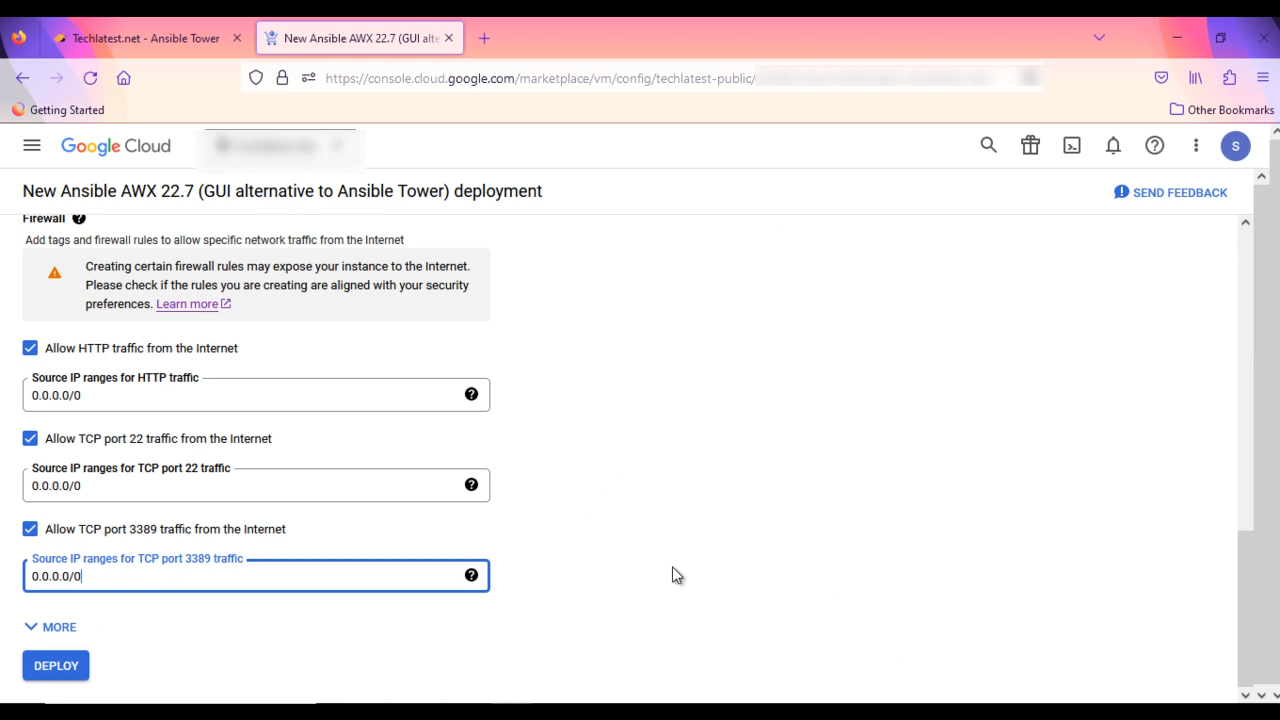 Techlatest.net - Ansible Tower
New Ansible AWX 22.7 (GUI alte
https://console.cloud.google.com/marketplace/vm/config/techlatest-public/
Getting Started
Other Bookmarks
Google Cloud
S
New Ansible AWX 22.7 (GUI alternative to Ansible Tower) deployment
SEND FEEDBACK
Firewall
Add tags and firewall rules to allow specific network traffic from the Internet
Creating certain firewall rules may expose your instance to the Internet.
Please check if the rules you are creating are aligned with your security
preferences. Learn more
Allow HTTP traffic from the Internet
Source IP ranges for HTTP traffic
0.0.0.0/0
Allow TCP port 22 traffic from the Internet
Source IP ranges for TCP port 22 traffic
0.0.0.0/0
Allow TCP port 3389 traffic from the Internet
Source IP ranges for TCP port 3389 traffic
0.0.0.0/0
MORE
DEPLOY